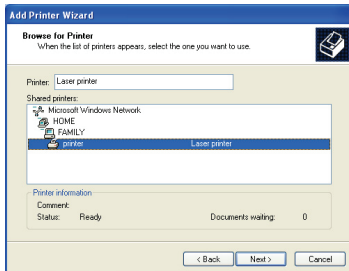 Add Printer Wizard
Browse for Printer
When the list of printers appears, select the one you want to use.
Printer: Laser printer
Shared printers:
Microsoft Windows Network
HOME
FAMILY
printer Laser printer
Printer information
Comment:
Status: Ready Documents waiting: 0
< Back Next > Cancel